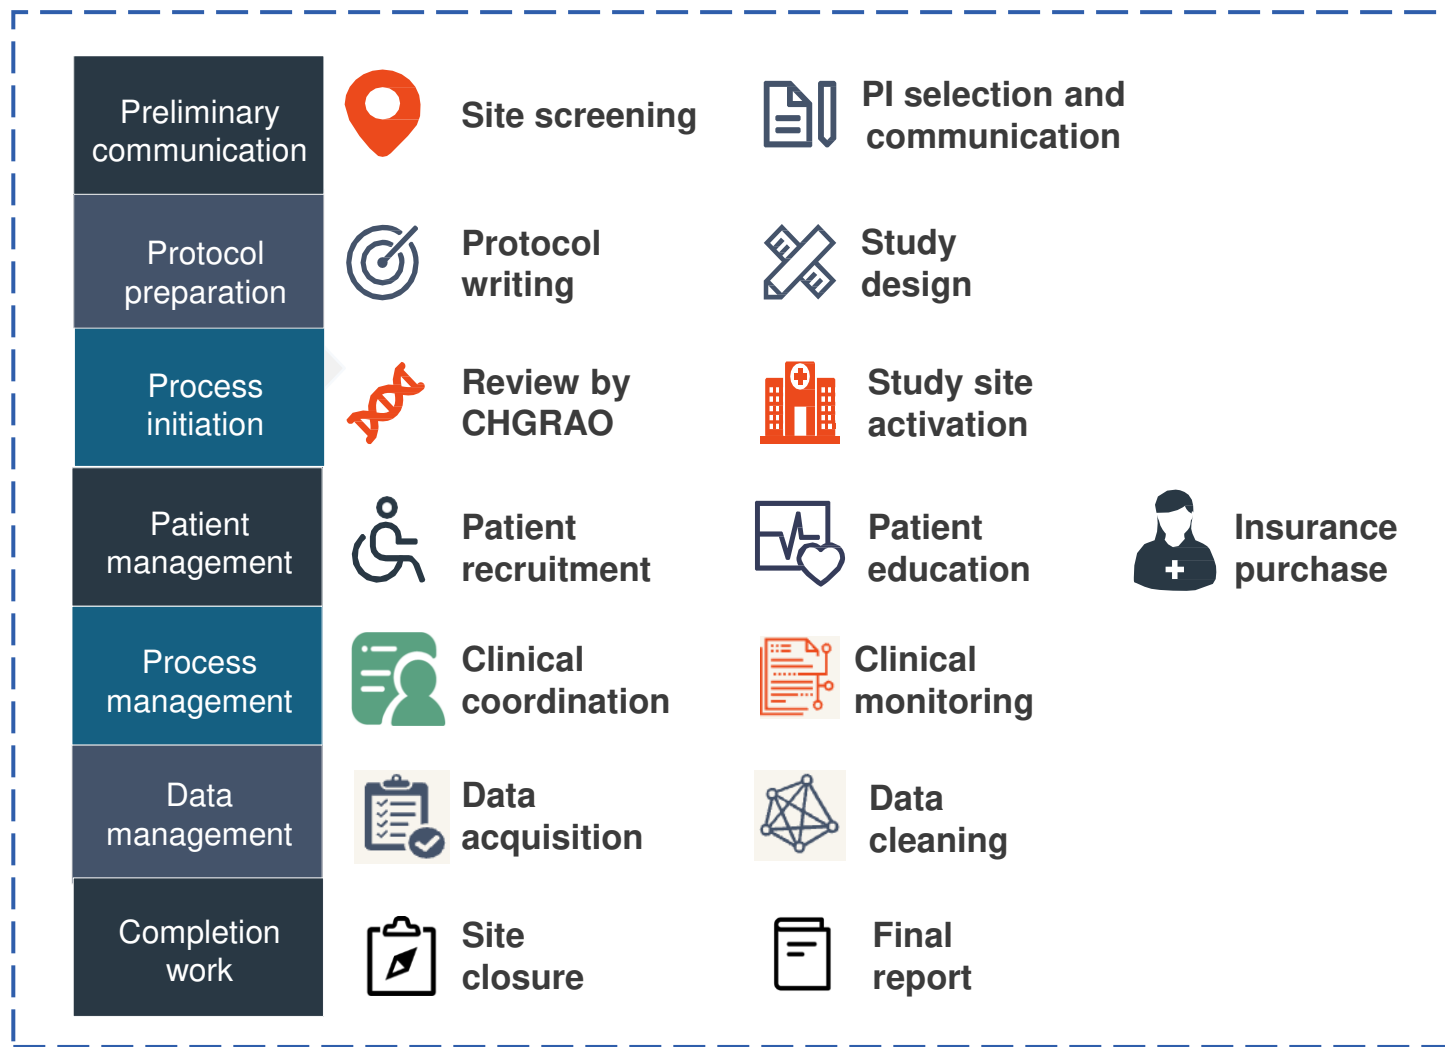 Preliminary
communication
Site screening
PI selection and
communication
Protocol
preparation
Protocol
writing
Study
design
Process
initiation
Review by
CHGRAO
Study site
activation
Patient
management
Patient
recruitment
Patient
education
Insurance
purchase
Process
management
Clinical
coordination
Clinical
monitoring
Data
management
Data
acquisition
Data
cleaning
Completion
work
Site
closure
Final
report